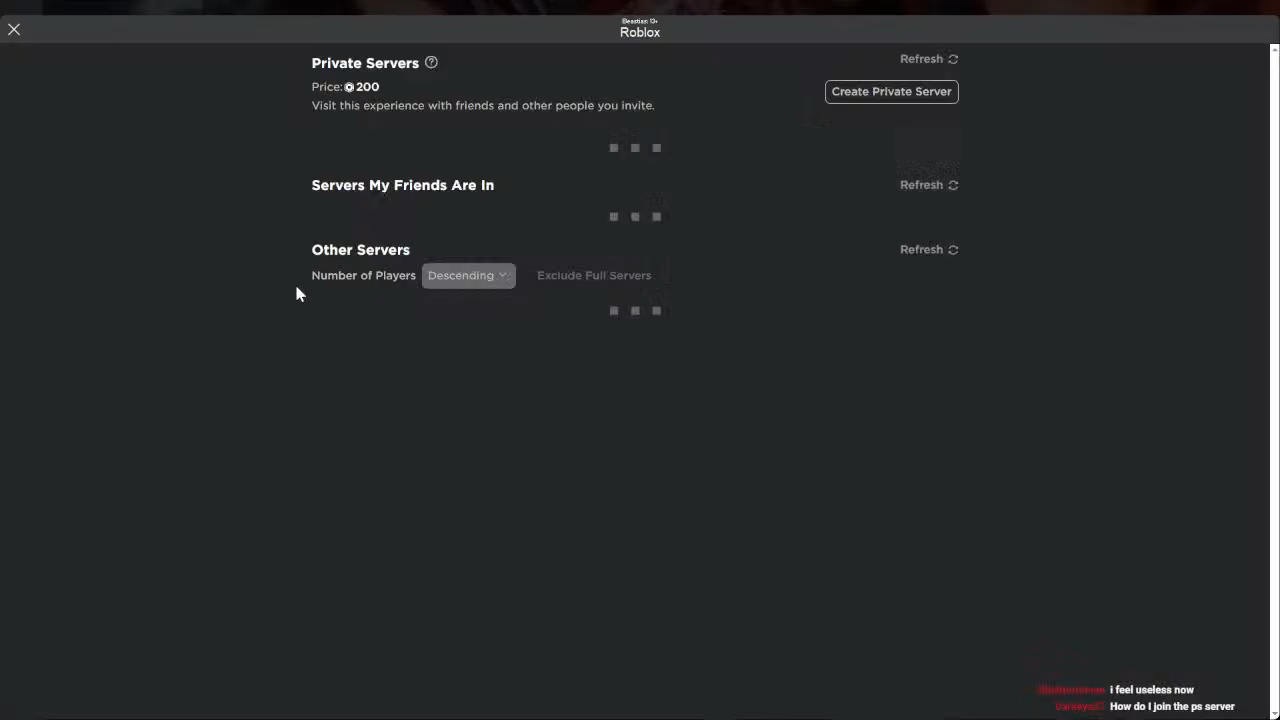 Roblox
Private Servers
Refresh
Price: 200
Create Private Server
Visit this experience with friends and other people you invite.
Servers My Friends Are In
Refresh
Other Servers
Refresh
Number of Players Descending Exclude Full Servers
i feel useless now
How do I join the ps server